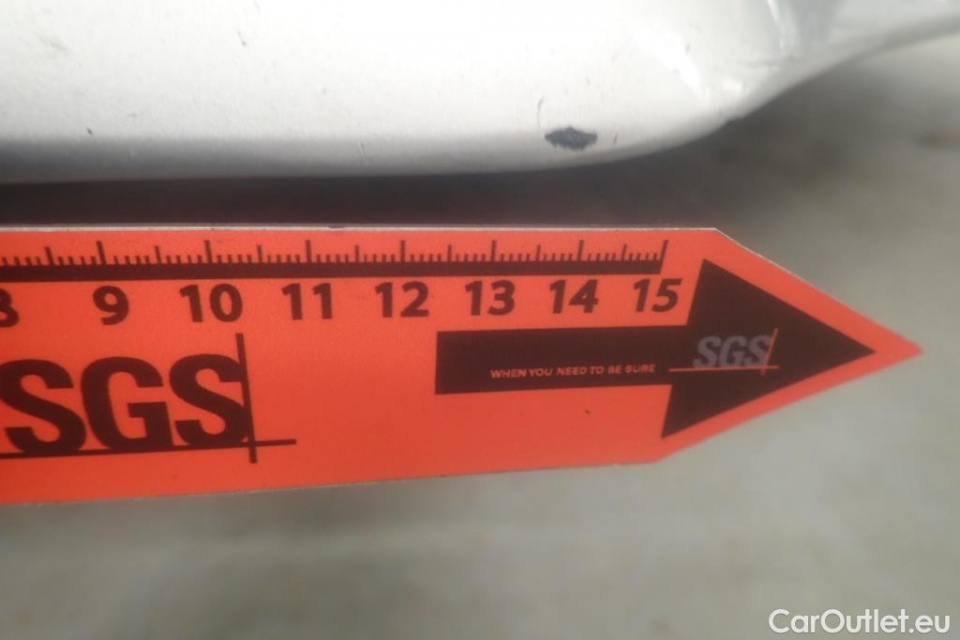 8 9 10 11 12 13 14 15
SGS
WHEN YOU NEED TO BE SURE
SGS
CarOutlet.eu